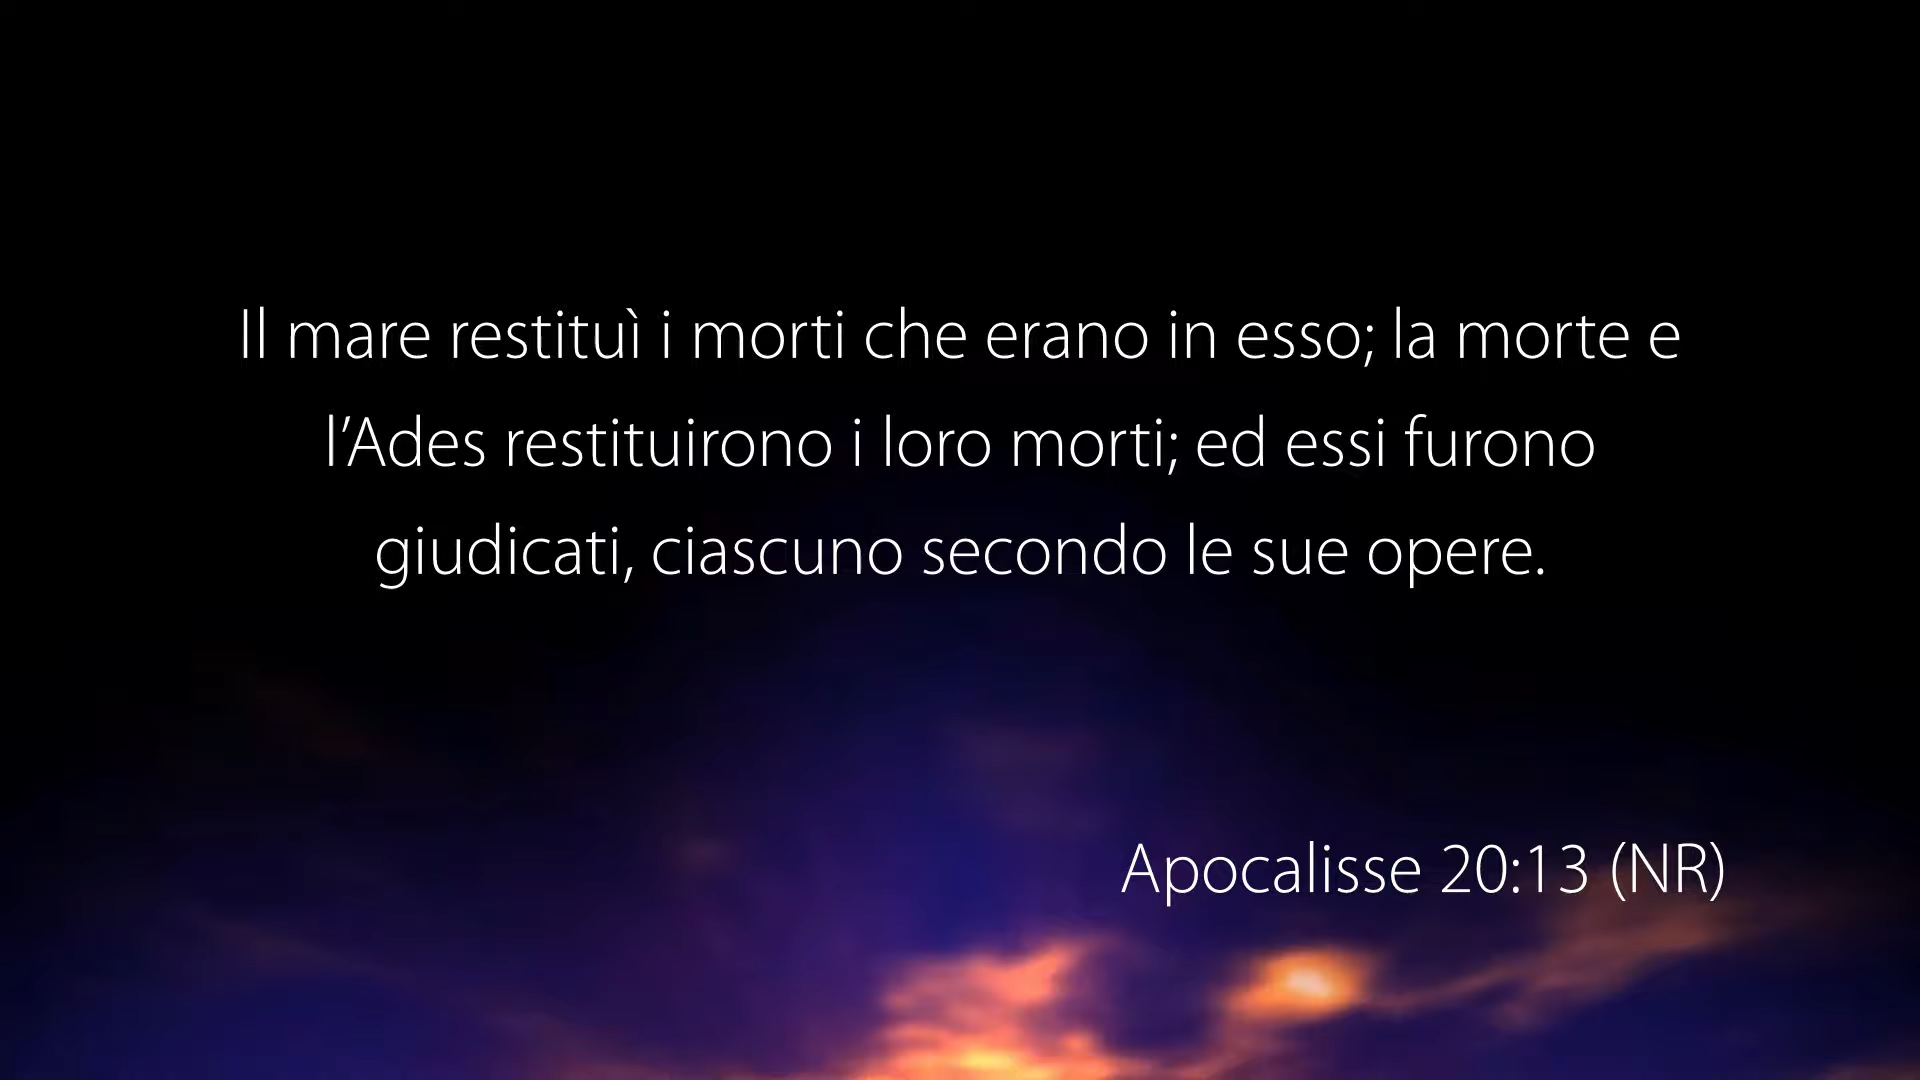 Il mare restituì i morti che erano in esso; la morte e
l’Ades restituirono i loro morti; ed essi furono
giudicati, ciascuno secondo le sue opere.
Apocalisse 20:13 (NR)